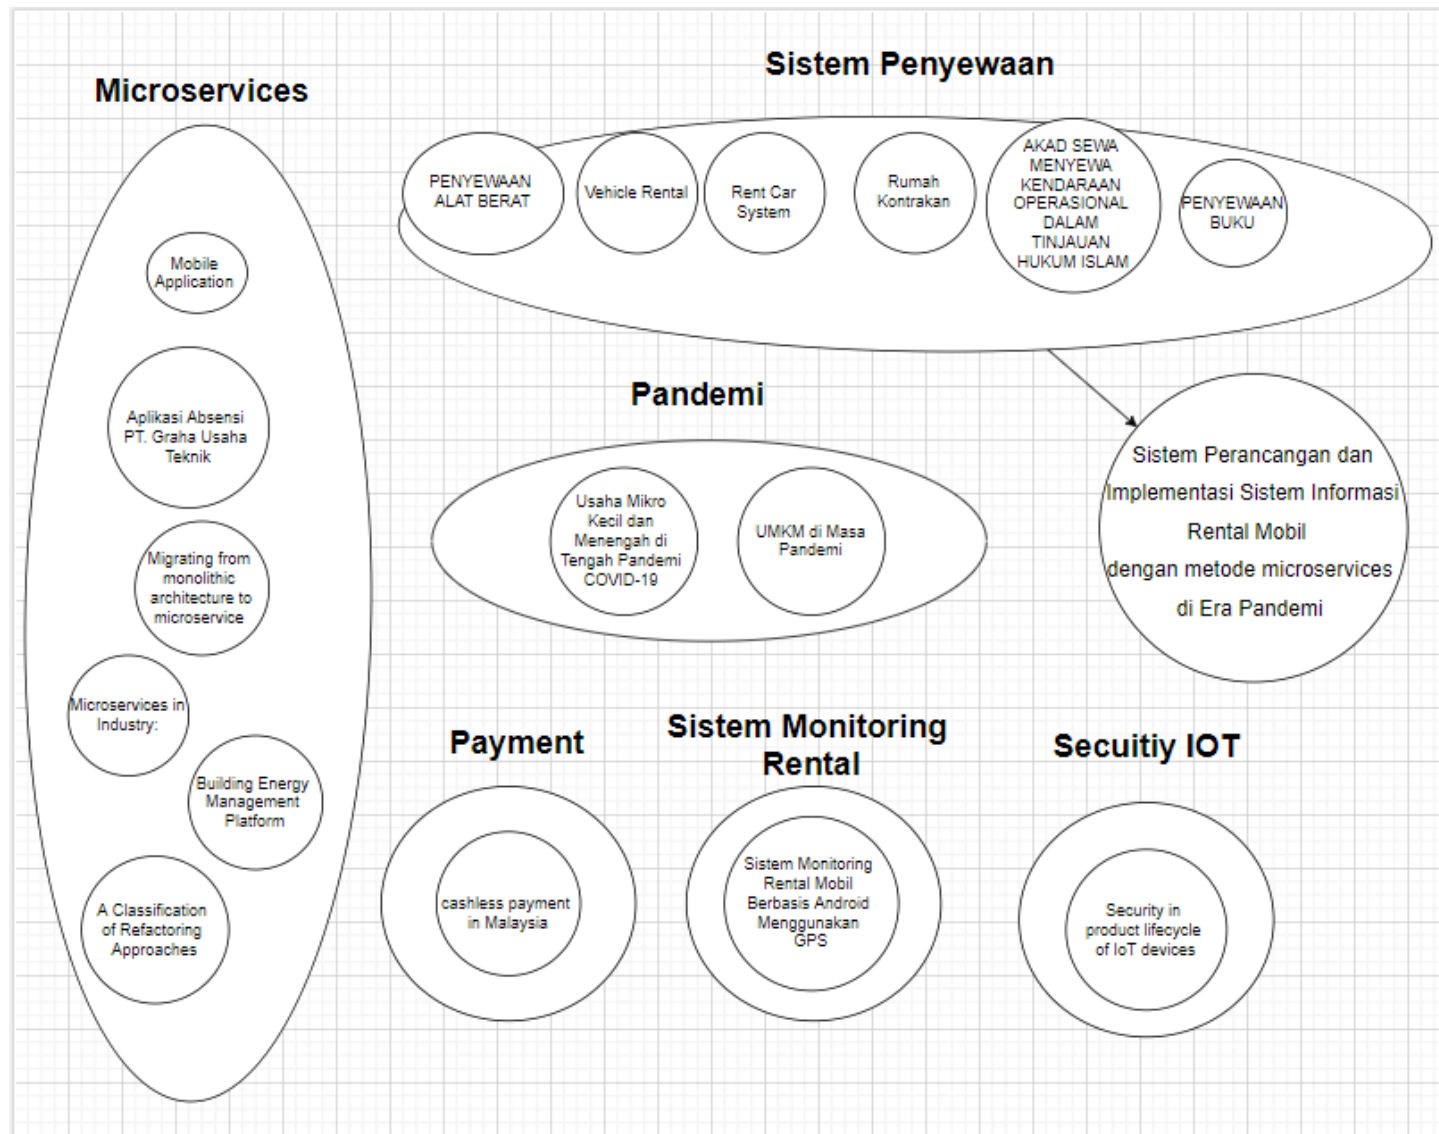 Microservices
Mobile
Application
Aplikasi Absensi
PT. Graha Usaha
Teknik
Migrating from
monolithic
architecture to
microservice
Microservices in
Industry:
Building Energy
Management
Platform
A Classification
of Refactoring
Approaches
Sistem Penyewaan
PENYEWAAN
ALAT BERAT
Vehicle Rental
Rent Car
System
Rumah
Kontrakan
AKAD SEWA
MENYEWA
KENDARAAN
OPERASIONAL
DALAM
TINJAUAN
HUKUM ISLAM
PENYEWAAN
BUKU
Pandemi
Usaha Mikro
Kecil dan
Menengah di
Tengah Pandemi
COVID-19
UMKM di Masa
Pandemi
Sistem Perancangan dan
Implementasi Sistem Informasi
Rental Mobil
dengan metode microservices
di Era Pandemi
Payment
cashless payment
in Malaysia
Sistem Monitoring
Rental
Sistem Monitoring
Rental Mobil
Berbasis Android
Menggunakan
GPS
Secuitiy IOT
Security in
product lifecycle
of IoT devices